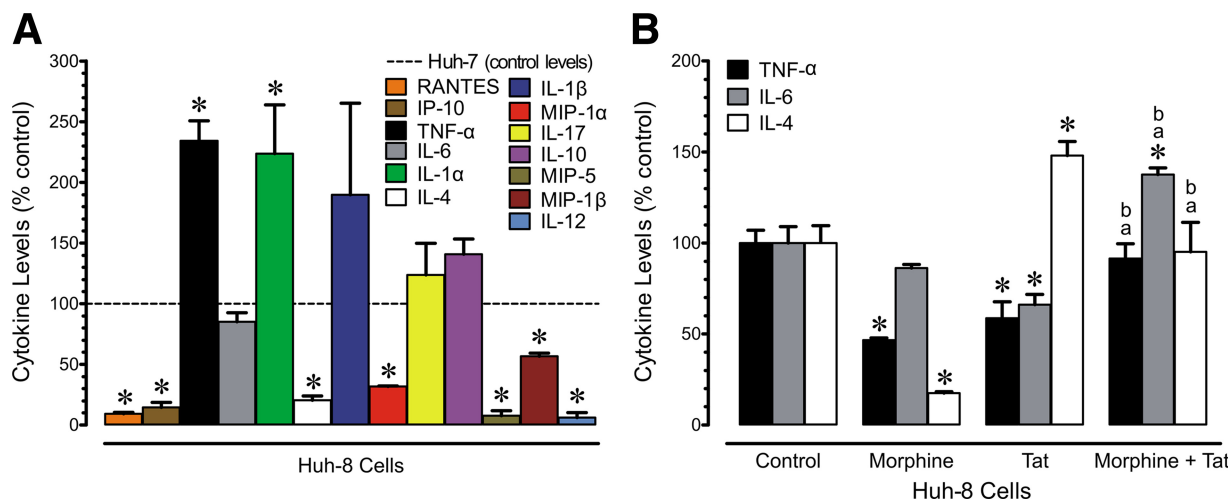 A
Cytokine Levels (% control)
300
250
200
150
100
50
0
Huh-7 (control levels)
RANTES
IP-10
TNF-α
IL-6
IL-1α
IL-4
IL-1β
MIP-1α
IL-17
IL-10
MIP-5
MIP-1β
IL-12
* * * * * * * * *
Huh-8 Cells
B
Cytokine Levels (% control)
200
150
100
50
0
TNF-α
IL-6
IL-4
* *
* * *
b
a
b
a
*
b
a
Control Morphine Tat Morphine + Tat
Huh-8 Cells